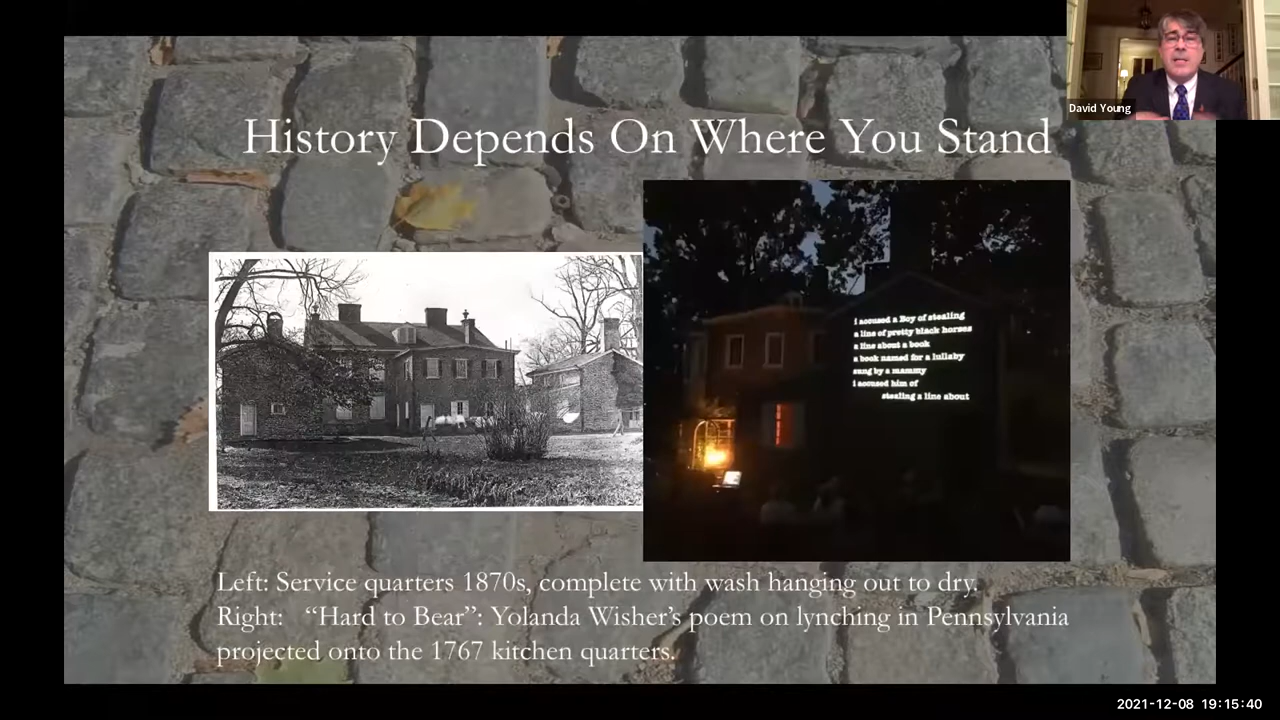 David Young
History Depends On Where You Stand
i accused a Boy of stealing
a line of pretty black horses
a line about a book
a book named for a lullaby
sung by a mammy
i accused him of
stealing a line about
Left: Service quarters 1870s, complete with wash hanging out to dry.
Right: “Hard to Bear”: Yolanda Wisher’s poem on lynching in Pennsylvania
projected onto the 1767 kitchen quarters.
2021-12-08 19:15:40